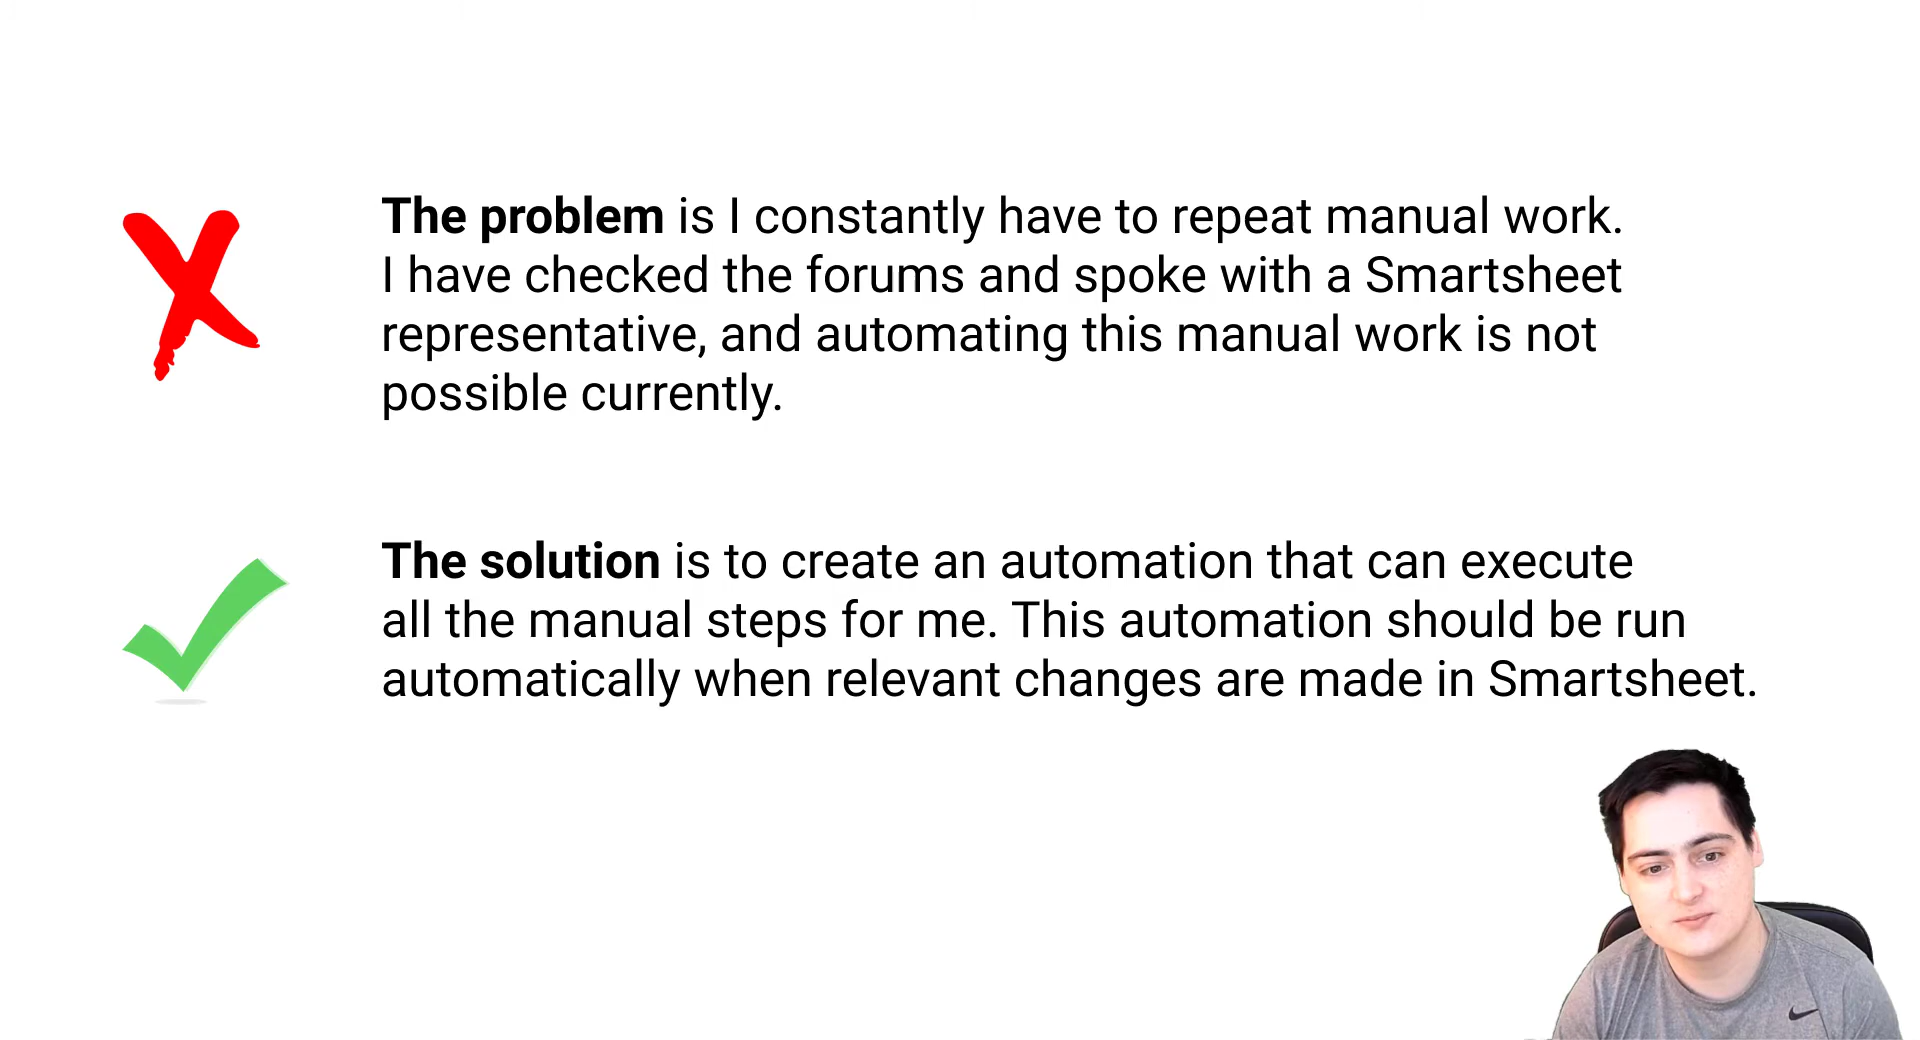 The problem is I constantly have to repeat manual work.
I have checked the forums and spoke with a Smartsheet
representative, and automating this manual work is not
possible currently.
The solution is to create an automation that can execute
all the manual steps for me. This automation should be run
automatically when relevant changes are made in Smartsheet.